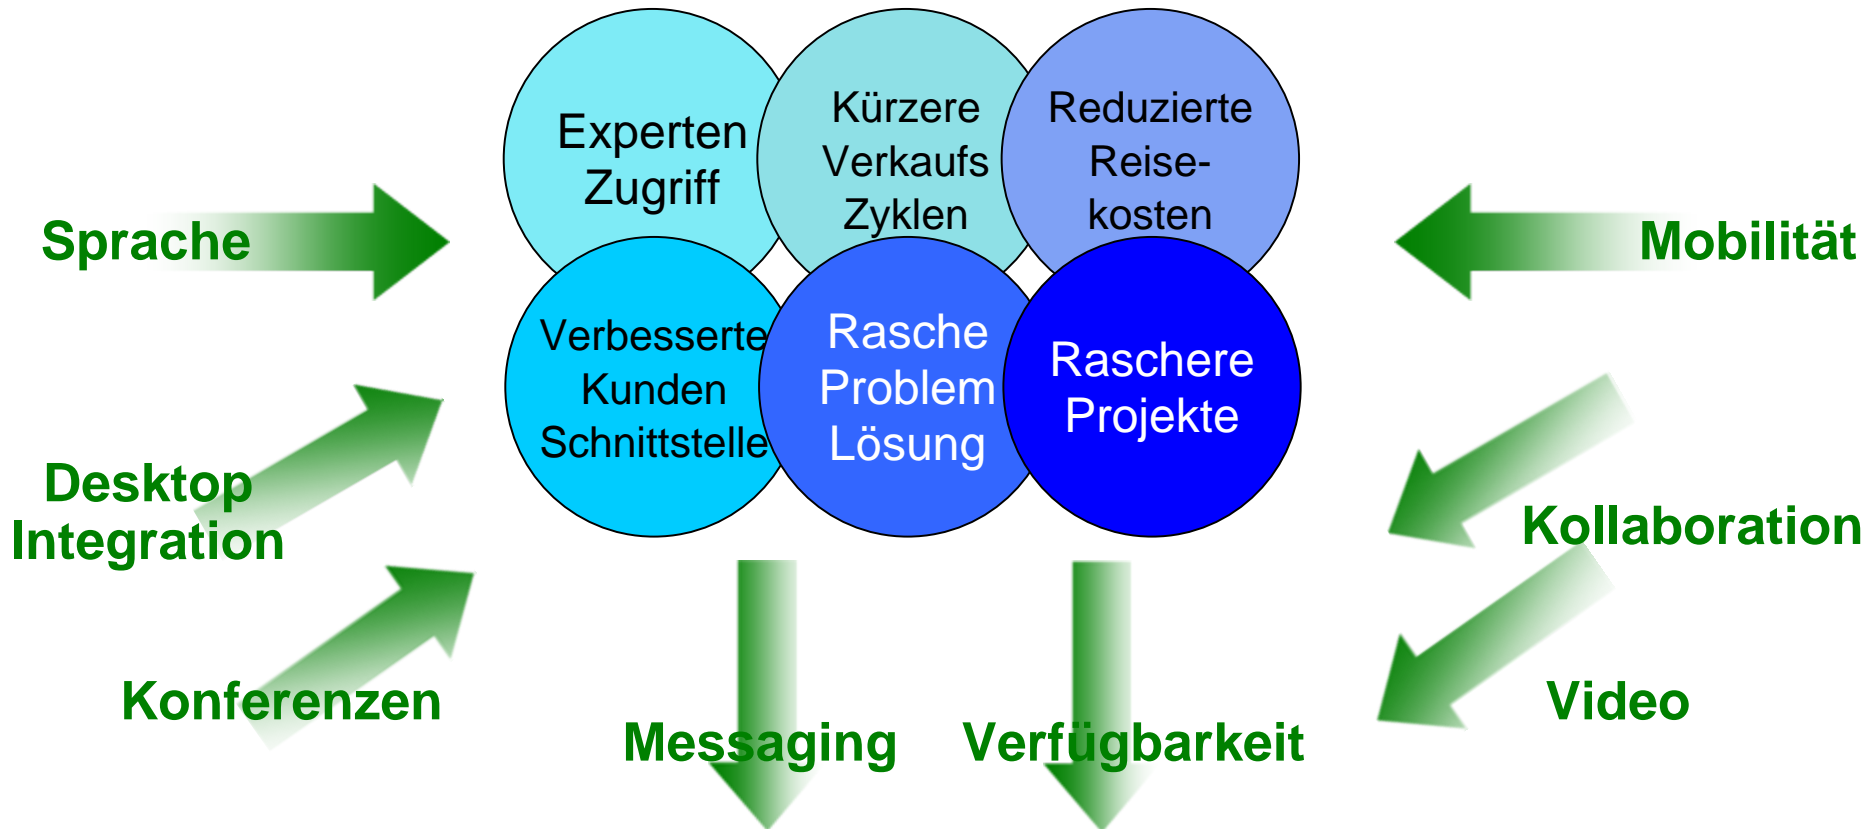 Experten
Zugriff
Kürzere
Verkaufs
Zyklen
Reduzierte
Reise-
kosten
Sprache
Mobilität
Verbesserte
Kunden
Schnittstelle
Rasche
Problem
Lösung
Raschere
Projekte
Desktop
Integration
Kollaboration
Konferenzen
Video
Messaging
Verfügbarkeit